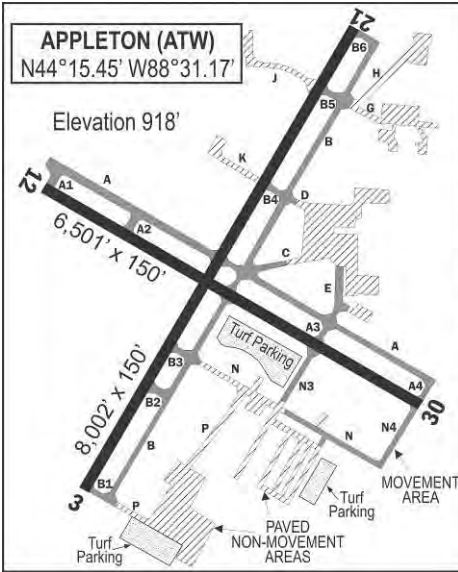 APPLETON (ATW)
N44°15.45' W88°31.17'
Elevation 918'
21
B6
H
J
B5
G
B
K
B4
D
12
A1
A
A2
6,501' x 150'
C
E
A3
A
Turf Parking
B3
N
N3
A4
30
8,002' x 150'
B2
P
N
N4
B
B1
3
P
MOVEMENT
AREA
Turf
Parking
Turf
Parking
PAVED
NON-MOVEMENT
AREAS